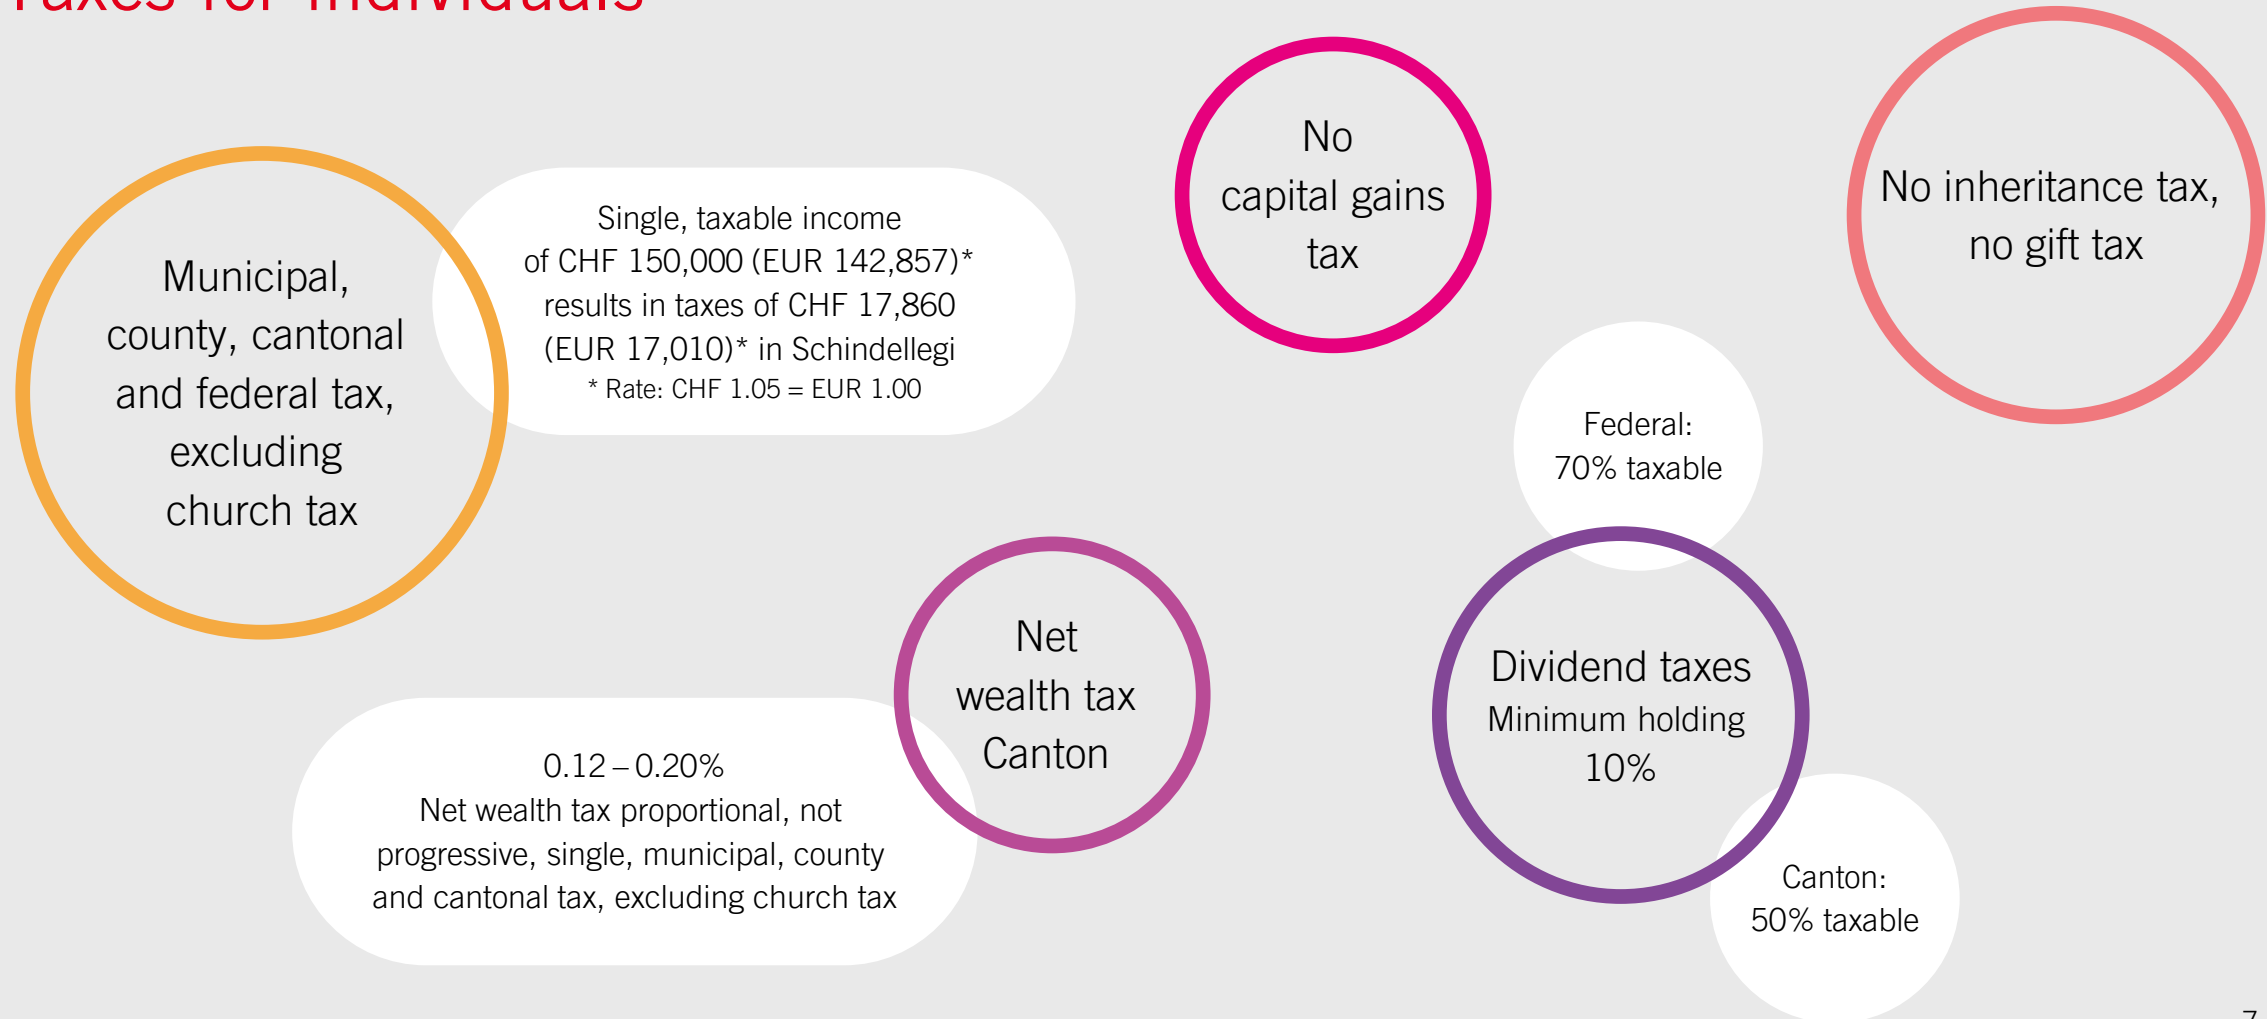 Taxes for individuals
Municipal,
county, cantonal
and federal tax,
excluding
church tax
Single, taxable income
of CHF 150,000 (EUR 142,857)*
results in taxes of CHF 17,860
(EUR 17,010)* in Schindellegi
* Rate: CHF 1.05 = EUR 1.00
No
capital gains
tax
No inheritance tax,
no gift tax
Net
wealth tax
Canton
0.12 – 0.20%
Net wealth tax proportional, not
progressive, single, municipal, county
and cantonal tax, excluding church tax
Federal:
70% taxable
Dividend taxes
Minimum holding
10%
Canton:
50% taxable
7